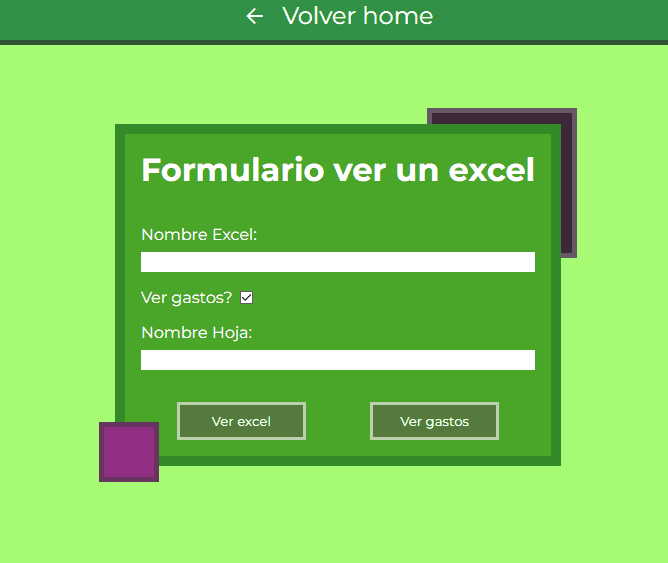 Volver home
Formulario ver un excel
Nombre Excel:
Ver gastos?
Nombre Hoja:
Ver excel
Ver gastos